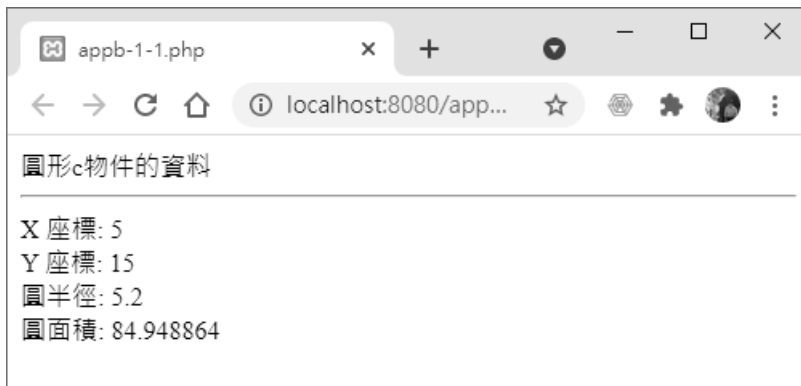 appb-1-1.php
localhost:8080/app...
圓形c物件的資料
X 座標: 5
Y 座標: 15
圓半徑: 5.2
圓面積: 84.948864